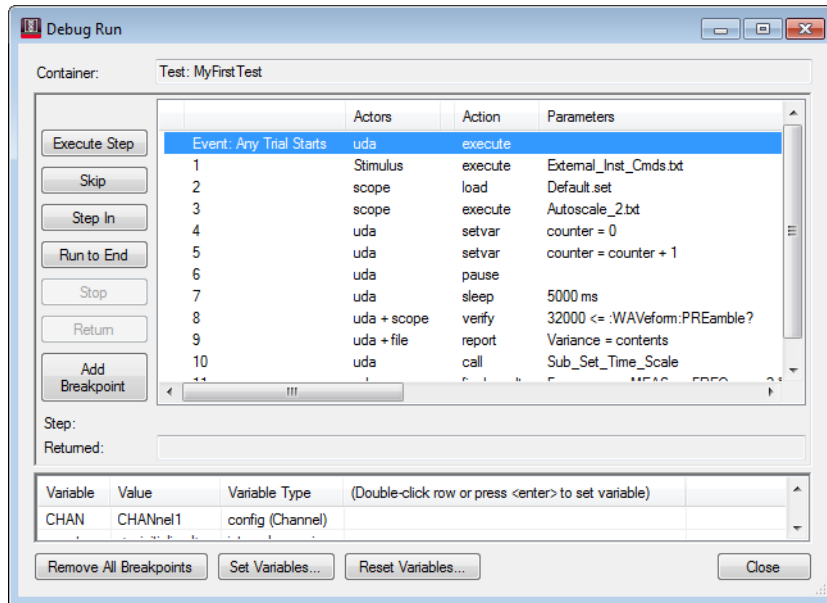 Debug Run
Container: Test: MyFirstTest
Actors Action Parameters
Execute Step
Skip
Step In
Run to End
Stop
Return
Add
Breakpoint
Event: Any Trial Starts uda execute
1 Stimulus execute External_Inst_Cmds.txt
2 scope load Default.set
3 scope execute Autoscale_2.txt
4 uda setvar counter = 0
5 uda setvar counter = counter + 1
6 uda pause
7 uda sleep 5000 ms
8 uda + scope verify 32000 <= :WAVeform:PREamble?
9 uda + file report Variance = contents
10 uda call Sub_Set_Time_Scale
Step:
Returned:
Variable Value Variable Type (Double-click row or press <enter> to set variable)
CHAN CHANnel1 config (Channel)
Remove All Breakpoints Set Variables... Reset Variables... Close